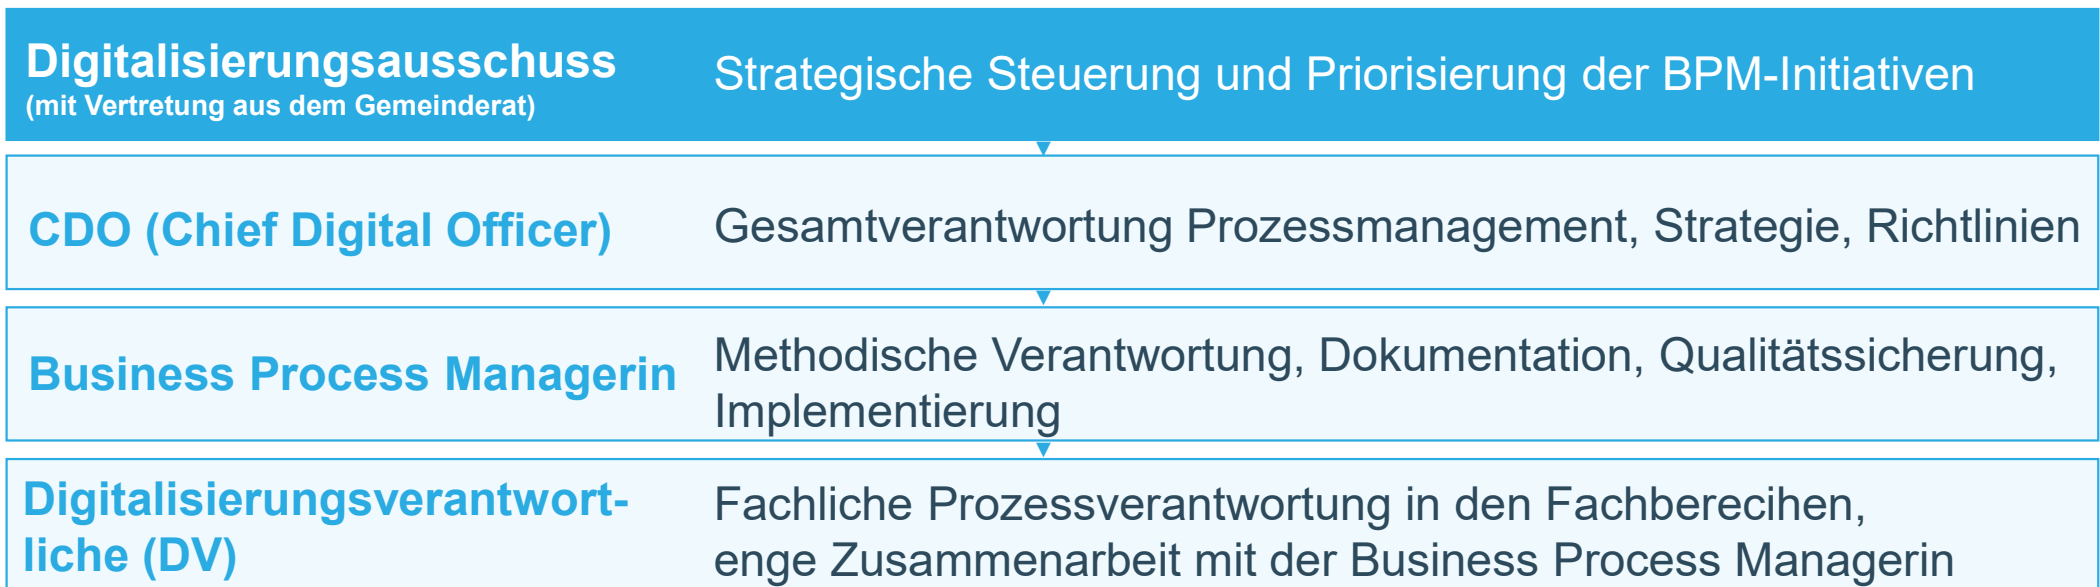 Digitalisierungsausschuss
(mit Vertretung aus dem Gemeinderat)
Strategische Steuerung und Priorisierung der BPM-Initiativen
CDO (Chief Digital Officer)
Gesamtverantwortung Prozessmanagement, Strategie, Richtlinien
Business Process Managerin
Methodische Verantwortung, Dokumentation, Qualitätssicherung,
Implementierung
Digitalisierungsverantwort-
liche (DV)
Fachliche Prozessverantwortung in den Fachberecihen,
enge Zusammenarbeit mit der Business Process Managerin